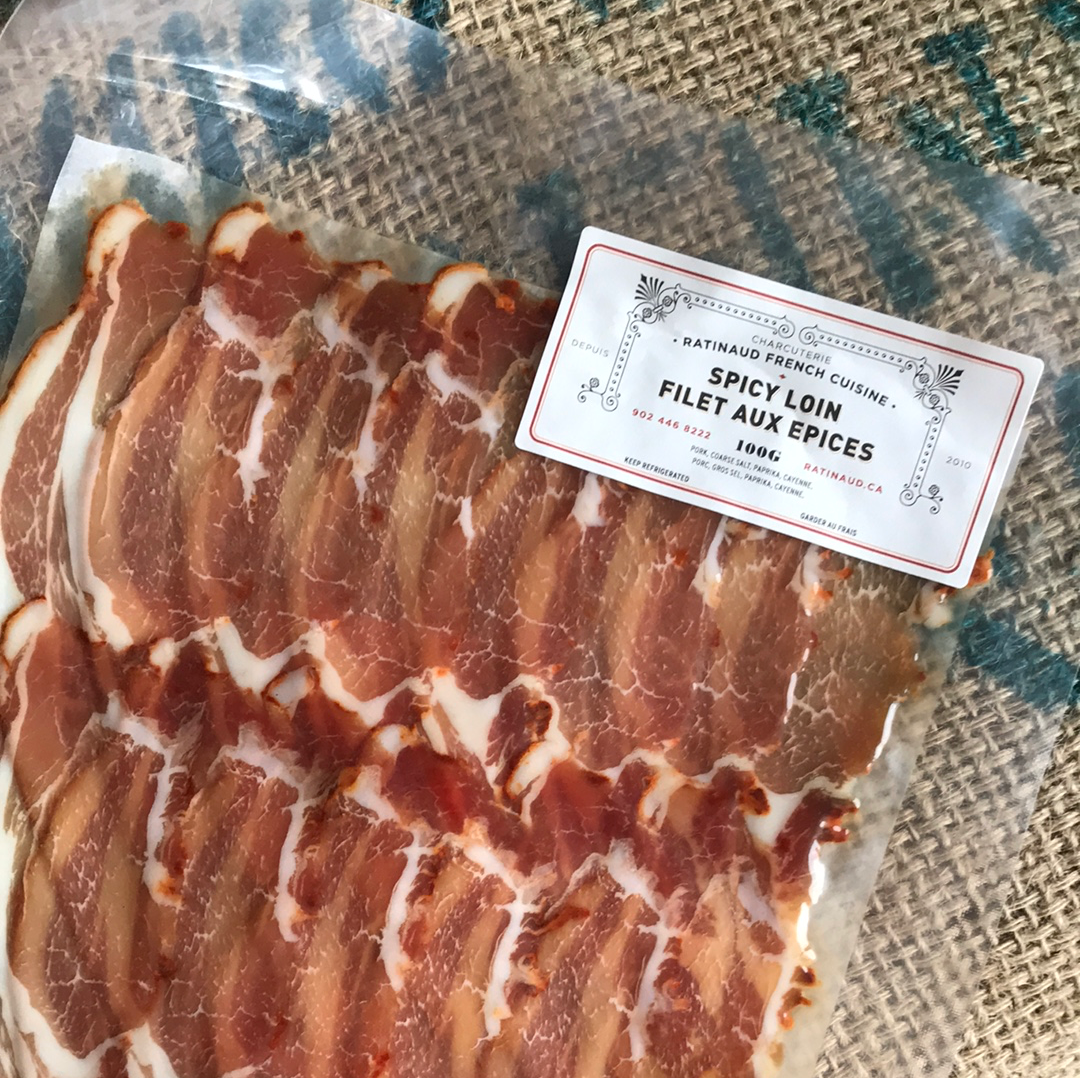 CHARCUTERIE
· RATINAUD FRENCH CUISINE ·
DEPUIS
2010
SPICY LOIN
FILET AUX EPICES
902 446 8222
100G
RATINAUD.CA
PORK, COARSE SALT, PAPRIKA, CAYENNE.
PORC, GROS SEL, PAPRIKA, CAYENNE.
KEEP REFRIGERATED
GARDER AU FRAIS